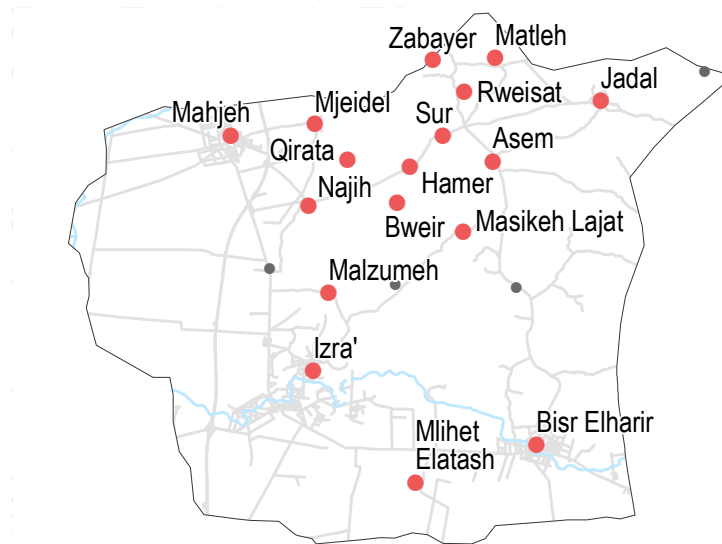 Zabayer
Matleh
Jadal
Rweisat
Mahjeh
Mjeidel
Sur
Asem
Qirata
Hamer
Najih
Bweir
Masikeh Lajat
Malzumeh
Izra'
Bisr Elharir
Mlihet
Elatash